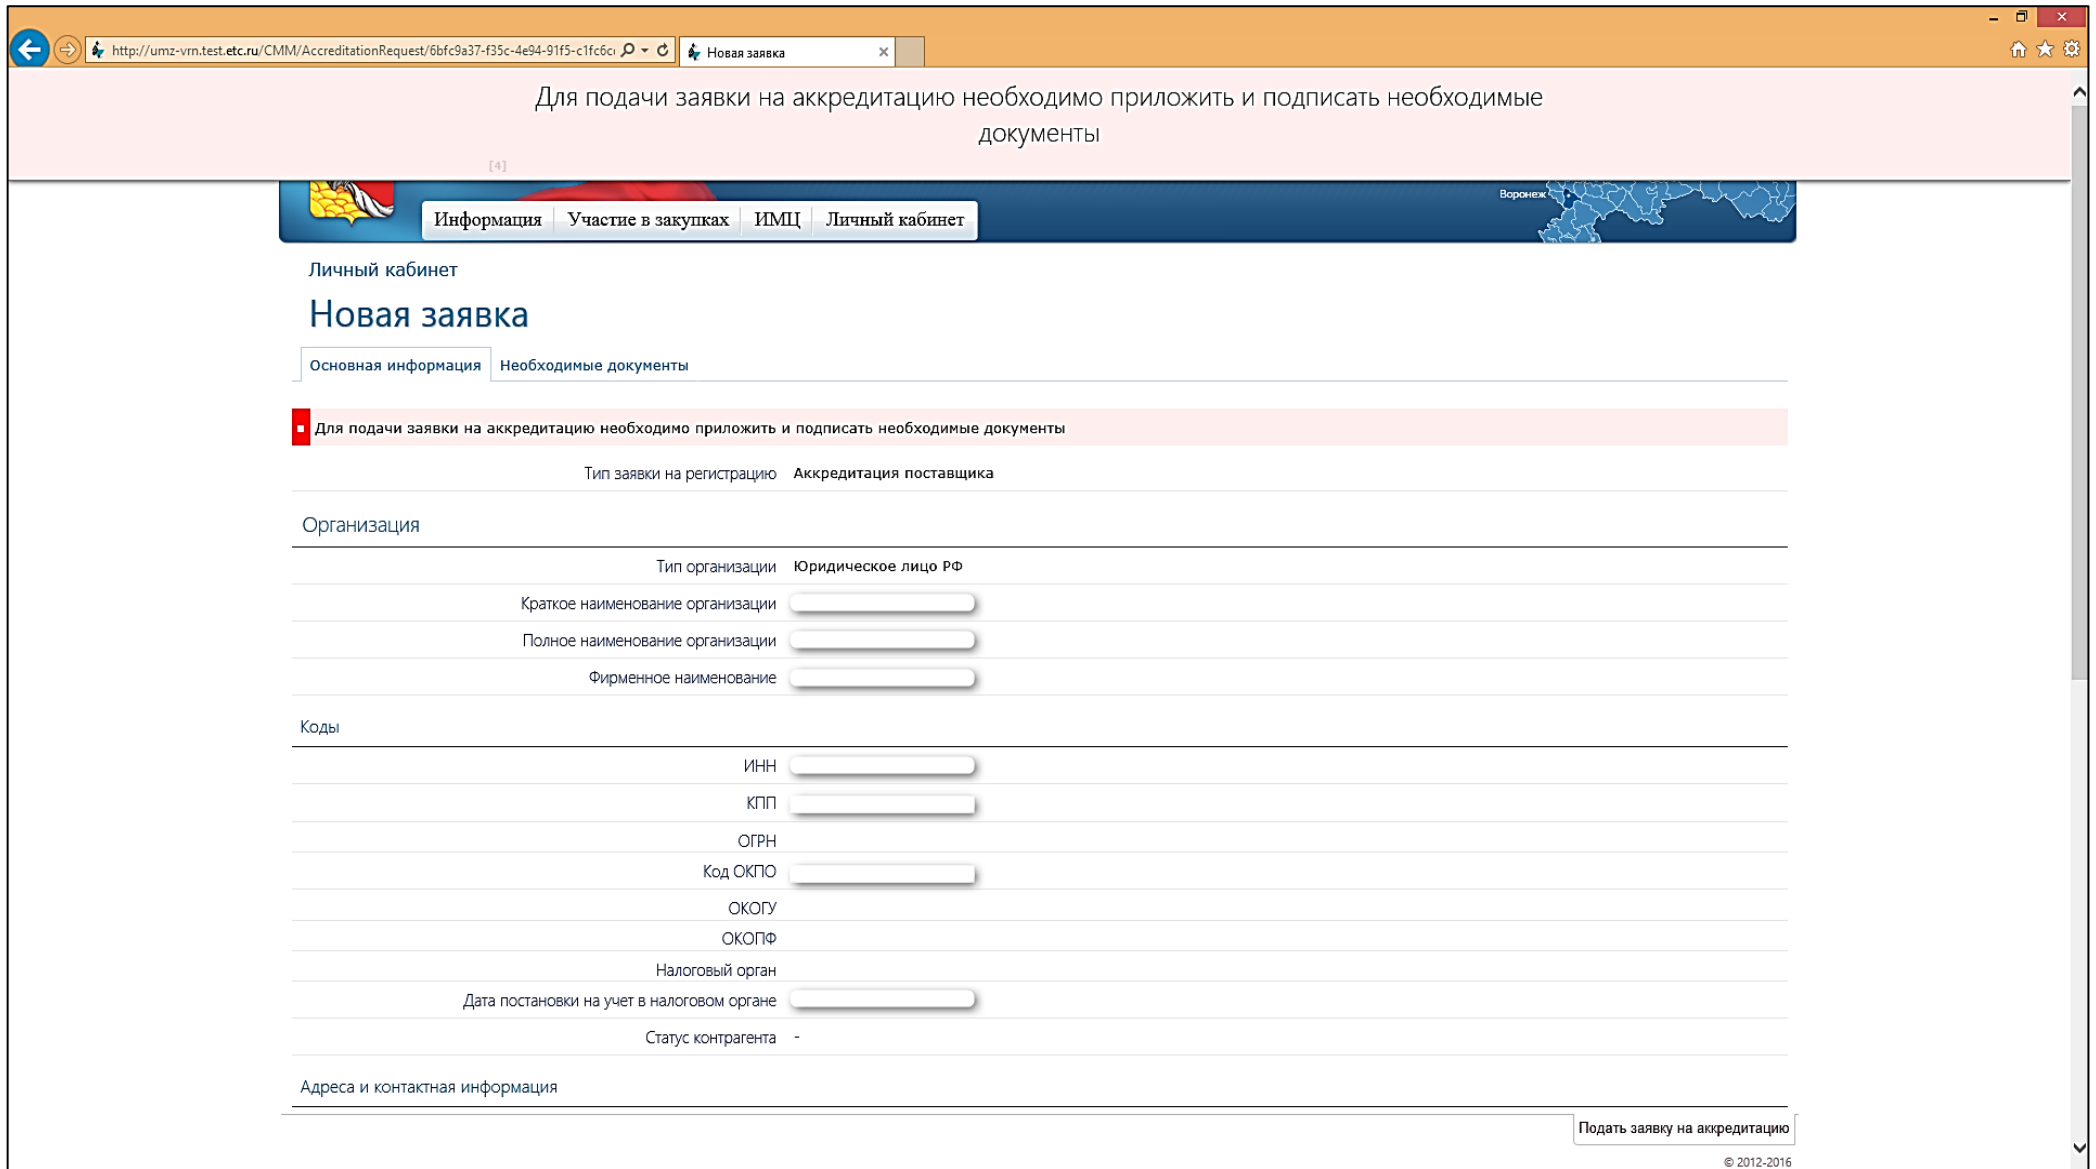 http://umz-vrn.test.etc.ru/CMM/AccreditationRequest/6bfc9a37-f35c-4e94-91f5-c1fc6c
Новая заявка
Для подачи заявки на аккредитацию необходимо приложить и подписать необходимые
документы
[4]
Воронеж
Информация Участие в закупках ИМЦ Личный кабинет
Личный кабинет
Новая заявка
Основная информация Необходимые документы
Для подачи заявки на аккредитацию необходимо приложить и подписать необходимые документы
Тип заявки на регистрацию Аккредитация поставщика
Организация
Тип организации Юридическое лицо РФ
Краткое наименование организации
Полное наименование организации
Фирменное наименование
Коды
ИНН
КПП
ОГРН
Код ОКПО
ОКОГУ
ОКОПФ
Налоговый орган
Дата постановки на учет в налоговом органе
Статус контрагента -
Адреса и контактная информация
Подать заявку на аккредитацию
© 2012-2016